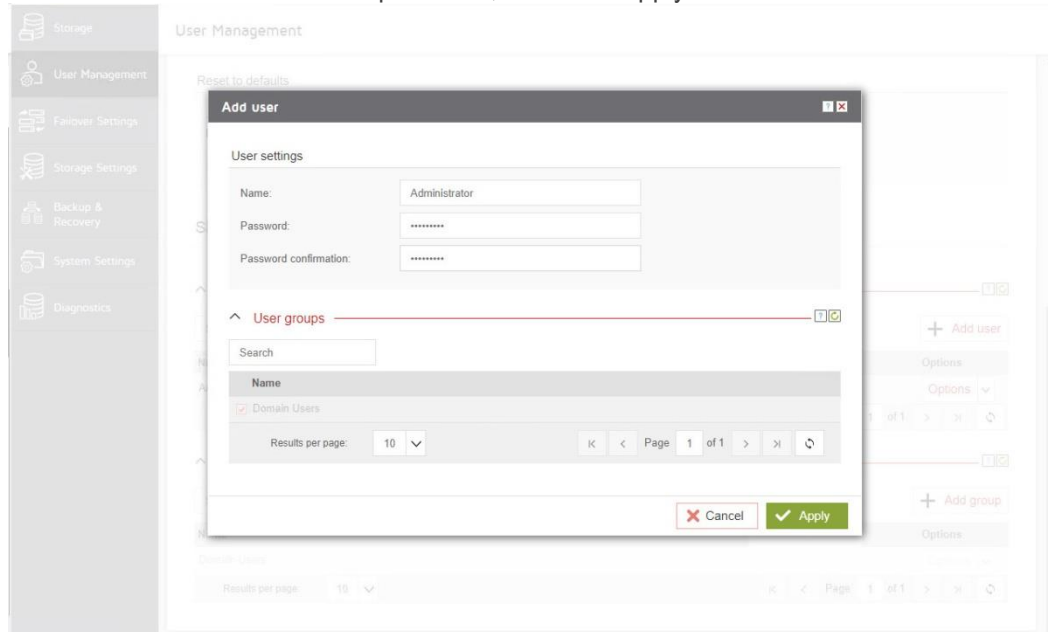 Storage
User Management
User Management
Reset to defaults
Failover Settings
Storage Settings
Backup &
Recovery
System Settings
Diagnostics
Add user
User settings
Name: Administrator
Password: •••••••••
Password confirmation: •••••••••
User groups
Search
Name
Domain Users
Results per page: 10 Page 1 of 1
Cancel Apply
+ Add user
Options
Options
1 of 1
+ Add group
Options
Domain Users
Results per page: 10 Page 1 of 1